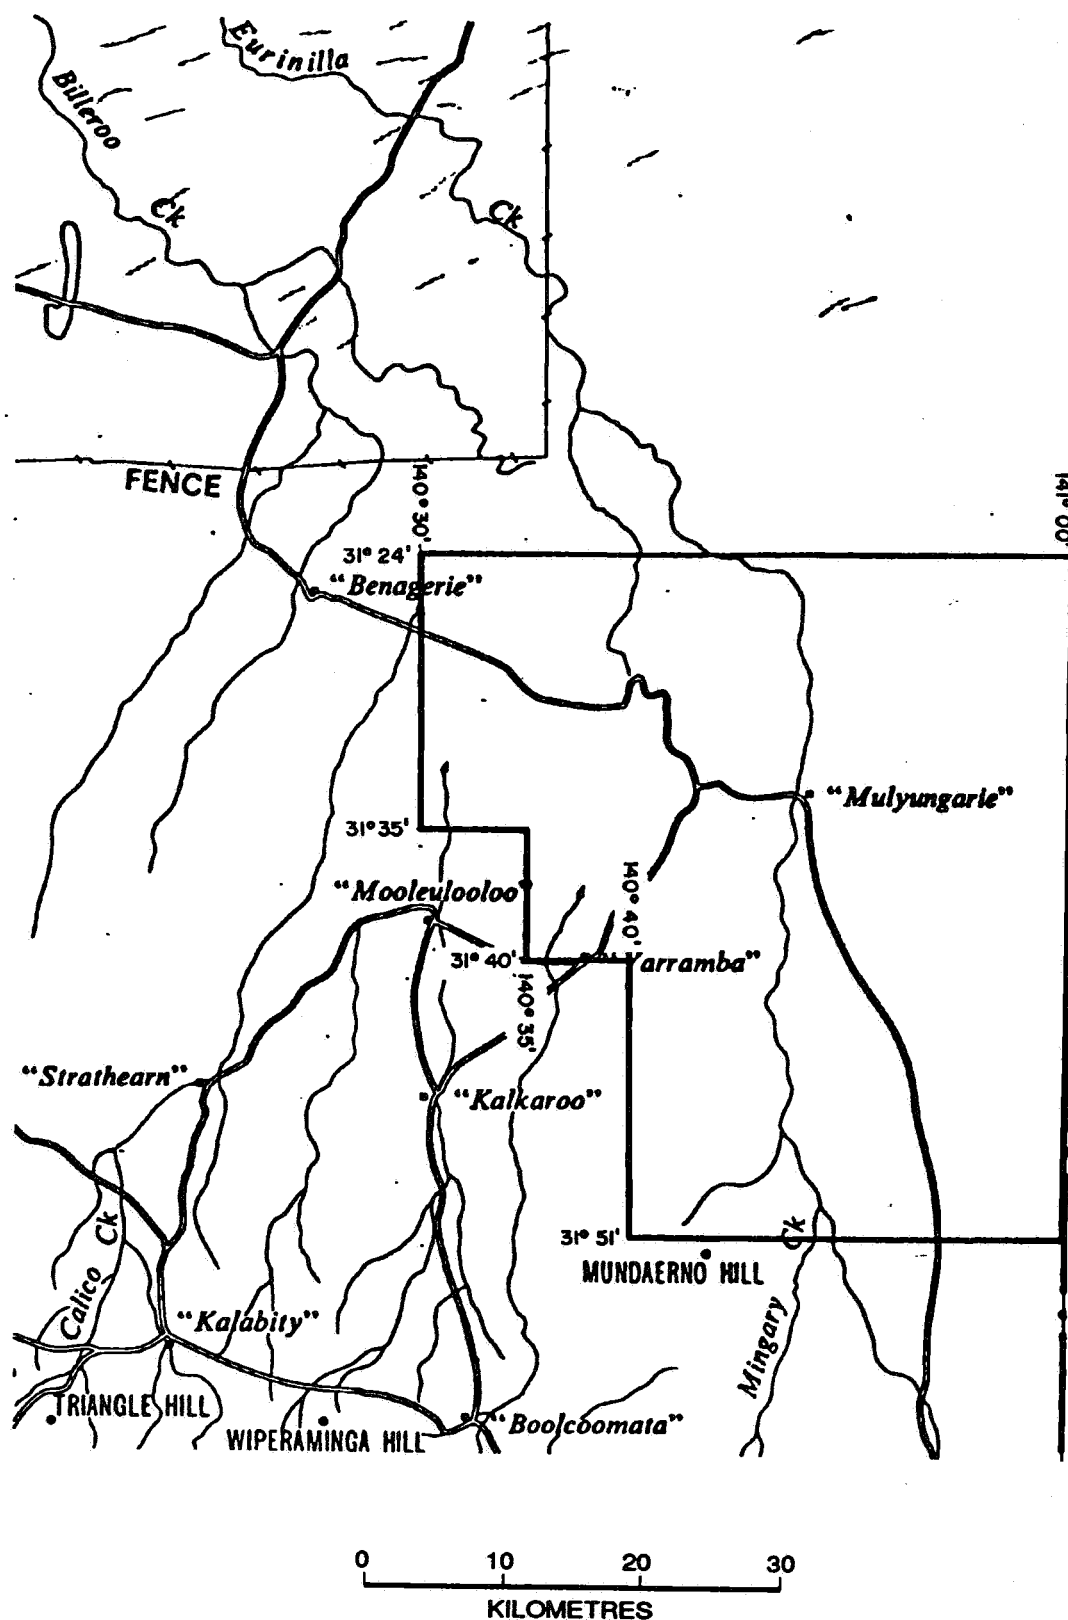 Eurinilla
Billeroo
Ck
Ck
FENCE
140° 30'
141° 00'
31° 24'
"Benagerie"
"Mulyungarie"
31° 35'
"Mooleulooloo"
140° 40'
31° 40'
"Yarramba"
140° 35'
"Strathearn"
"Kalkaroo"
Ck
Ck
31° 51'
MUNDAERNO HILL
Calico
"Kalabity"
Mingary
TRIANGLE HILL
WIPERAMINGA HILL
"Boolcoomata"
0 10 20 30
KILOMETRES